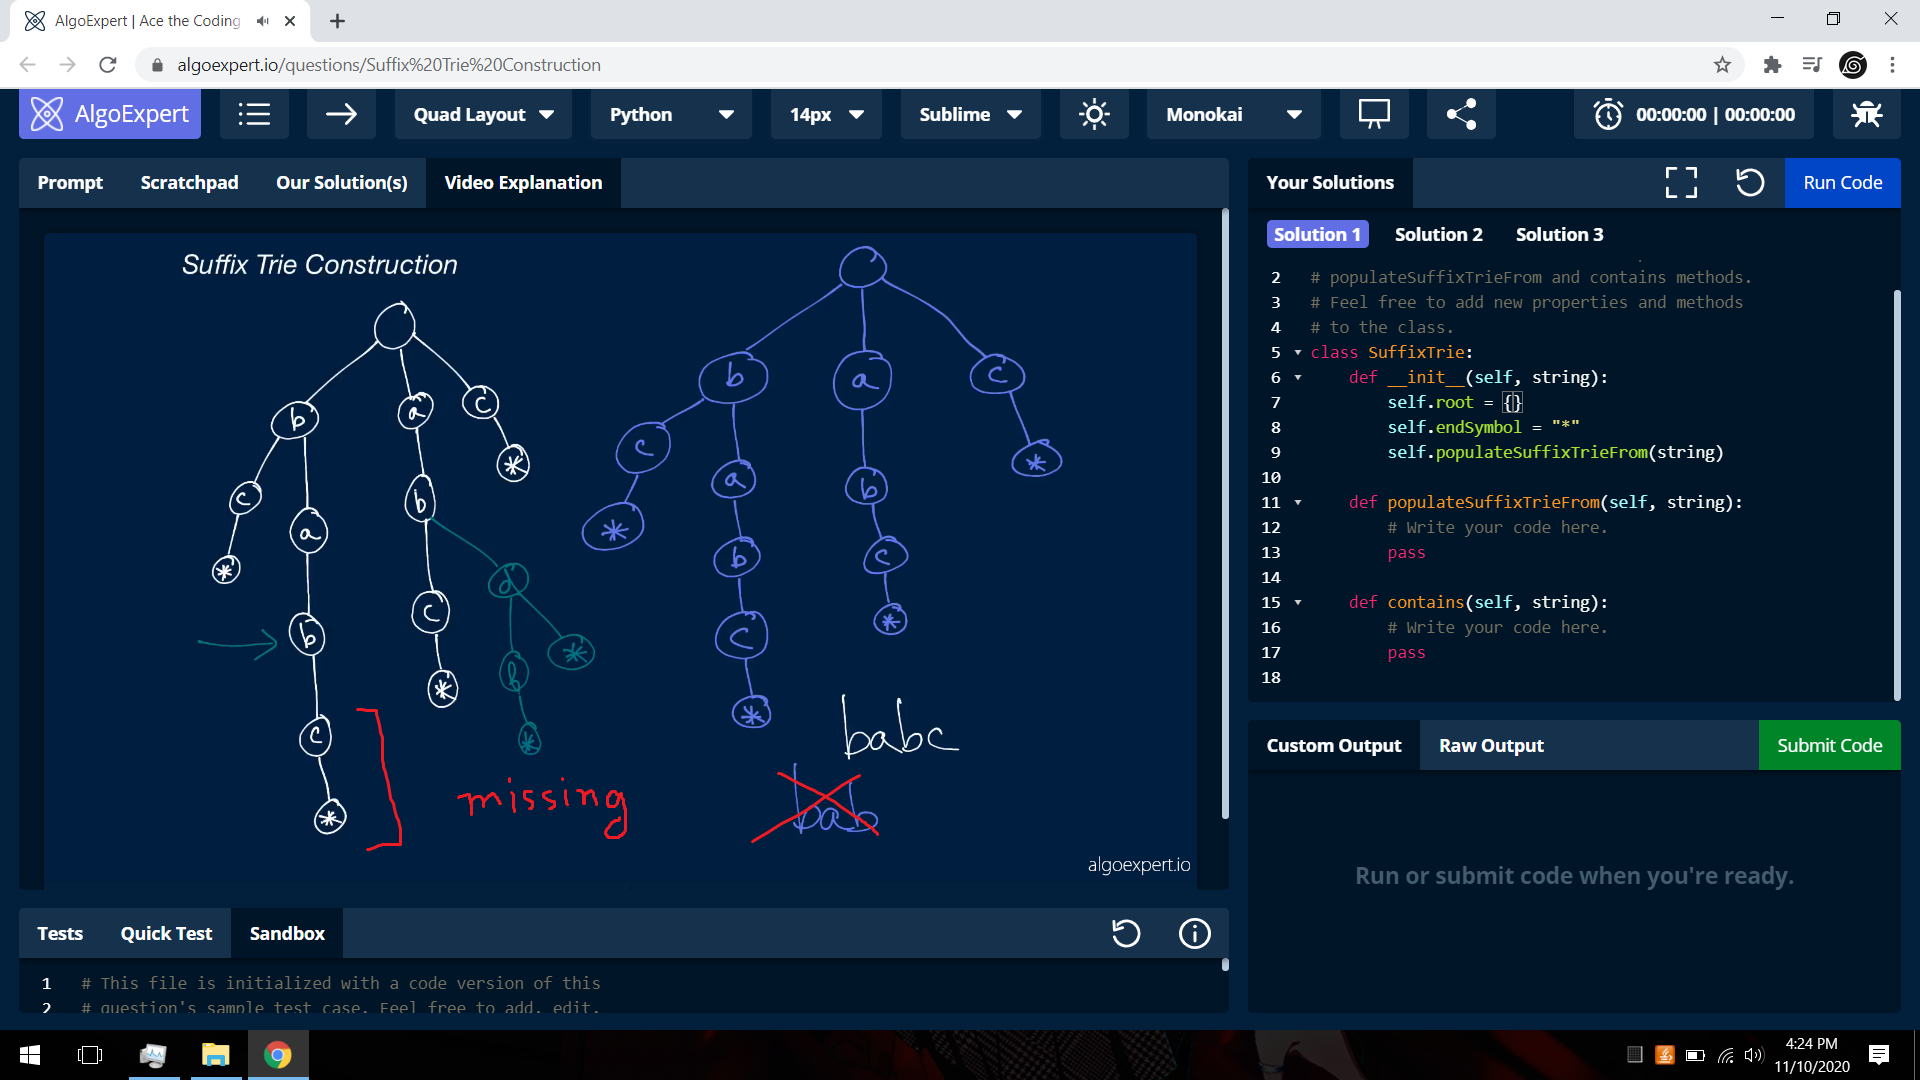 AlgoExpert | Ace the Coding
algoexpert.io/questions/Suffix%20Trie%20Construction
AlgoExpert
Quad Layout
Python
14px
Sublime
Monokai
00:00:00 | 00:00:00
Prompt
Scratchpad
Our Solution(s)
Video Explanation
Suffix Trie Construction
b
a
c
c
a
b
*
*
b
c
c
*
*
d
b
*
*
b
a
c
c
a
b
*
*
b
c
c
*
*
babc
bab
missing
algoexpert.io
Your Solutions
Run Code
Solution 1
Solution 2
Solution 3
2 # populateSuffixTrieFrom and contains methods.
3 # Feel free to add new properties and methods
4 # to the class.
5 class SuffixTrie:
6 def __init__(self, string):
7 self.root = {}
8 self.endSymbol = "*"
9 self.populateSuffixTrieFrom(string)
10
11 def populateSuffixTrieFrom(self, string):
12 # Write your code here.
13 pass
14
15 def contains(self, string):
16 # Write your code here.
17 pass
18
Custom Output
Raw Output
Submit Code
Run or submit code when you're ready.
Tests
Quick Test
Sandbox
1 # This file is initialized with a code version of this
2 # question's sample test case. Feel free to add, edit,
4:24 PM
11/10/2020